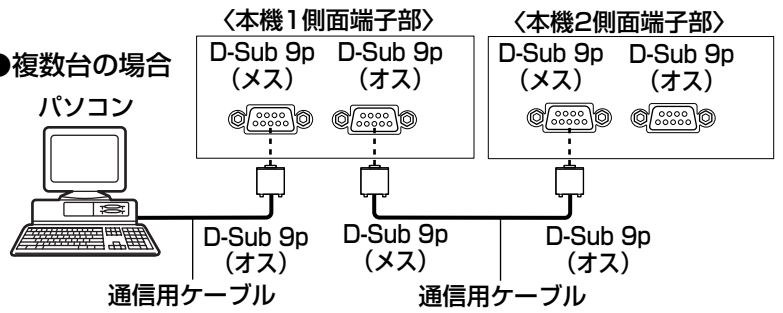 〈本機1側面端子部〉
〈本機2側面端子部〉
●複数台の場合
D-Sub 9p
(メス)
D-Sub 9p
(オス)
D-Sub 9p
(メス)
D-Sub 9p
(オス)
パソコン
D-Sub 9p
(オス)
D-Sub 9p
(メス)
D-Sub 9p
(オス)
通信用ケーブル
通信用ケーブル